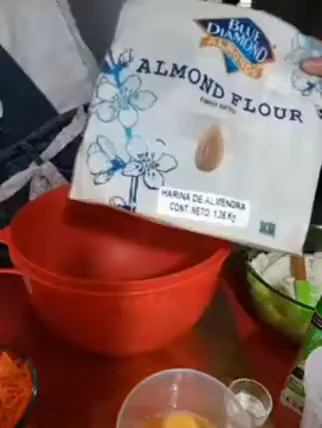 BLUE
DIAMOND
ALMONDS
ALMOND FLOUR
HARINA DE ALMENDRA
CONT. NETO: 1.36 Kg